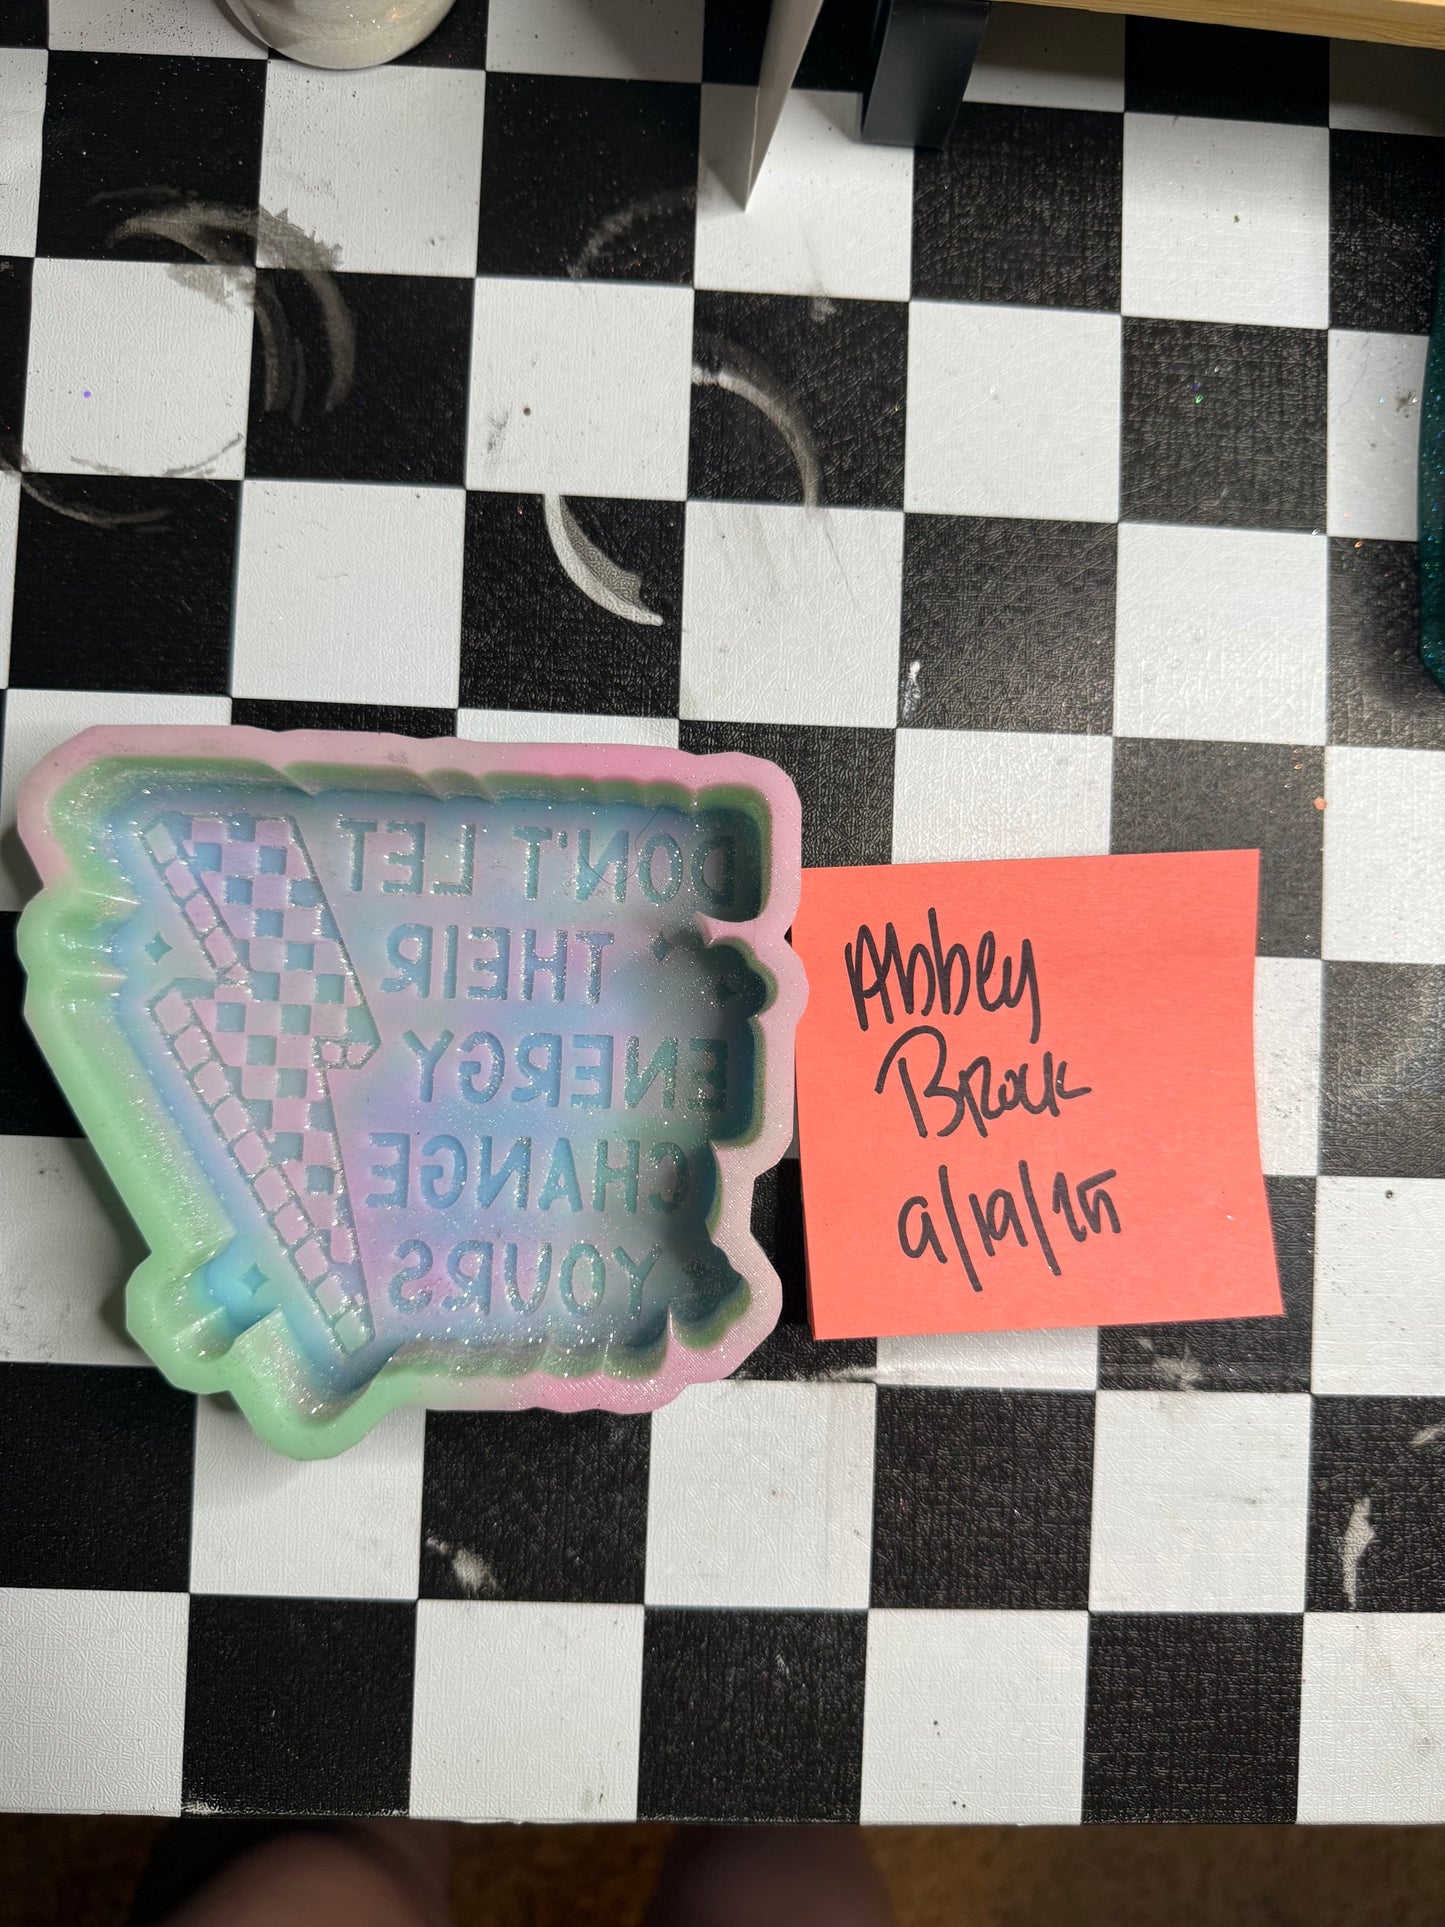 DON'T LET
THEIR
ENERGY
CHANGE
YOURS
Abbey
Brock
9/19/25